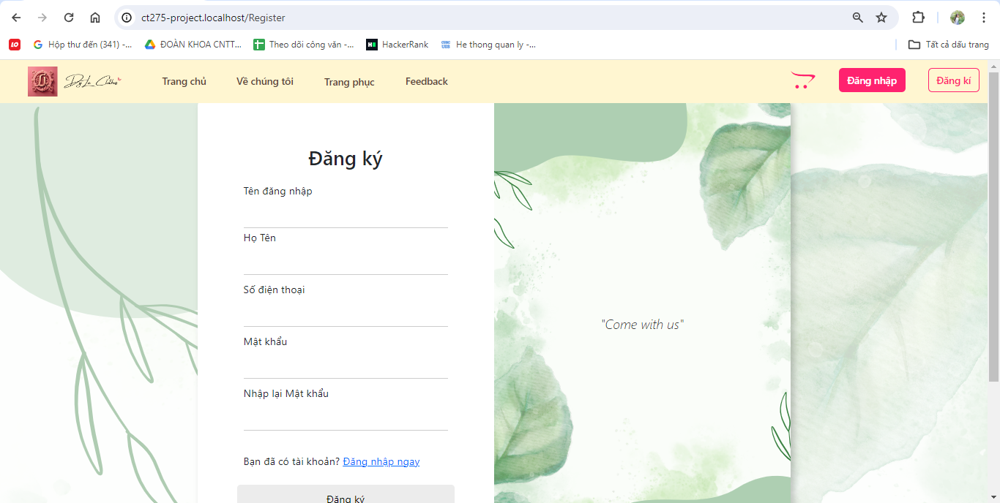 ct275-project.localhost/Register
Hộp thư đến (341) -...
ĐOÀN KHOA CNTT...
Theo dõi công văn -...
HackerRank
He thong quan ly -...
Tất cả dấu trang
Trang chủ
Về chúng tôi
Trang phục
Feedback
Đăng nhập
Đăng kí
Đăng ký
Tên đăng nhập
Họ Tên
Số điện thoại
Mật khẩu
Nhập lại Mật khẩu
Bạn đã có tài khoản? Đăng nhập ngay
Đăng ký
"Come with us"